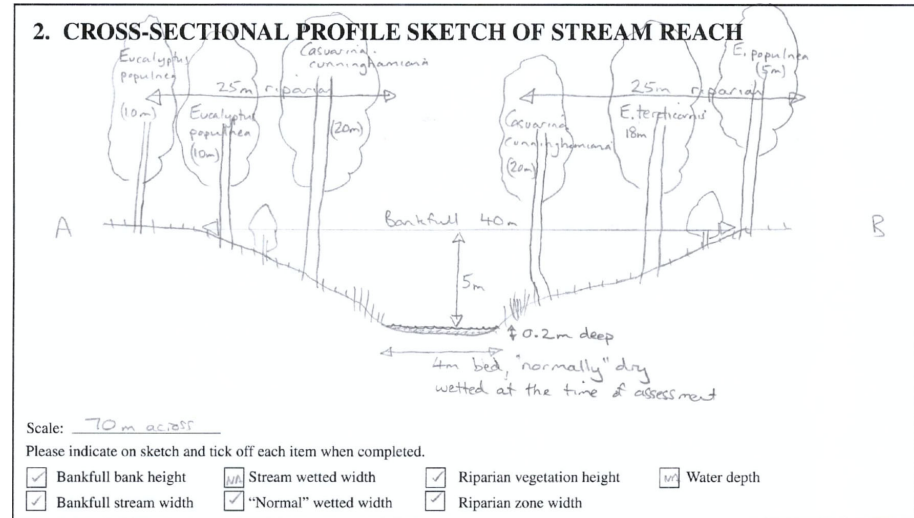 2. CROSS-SECTIONAL PROFILE SKETCH OF STREAM REACH
Eucalyptus
populnea
(10m)
25m riparian
Eucalyptus
populnea
(10m)
Casuarina
cunninghamiana
(20m)
Casuarina
cunninghamiana
(20m)
25m riparian
E. tereticornis
18m
E. populnea
(5m)
A
Bankfull 40m
B
5m
0.2m deep
4m bed, "normally" dry
wetted at the time of assessment
Scale: 70m across
Please indicate on sketch and tick off each item when completed.
Bankfull bank height
NA Stream wetted width
Riparian vegetation height
NA Water depth
Bankfull stream width
"Normal" wetted width
Riparian zone width